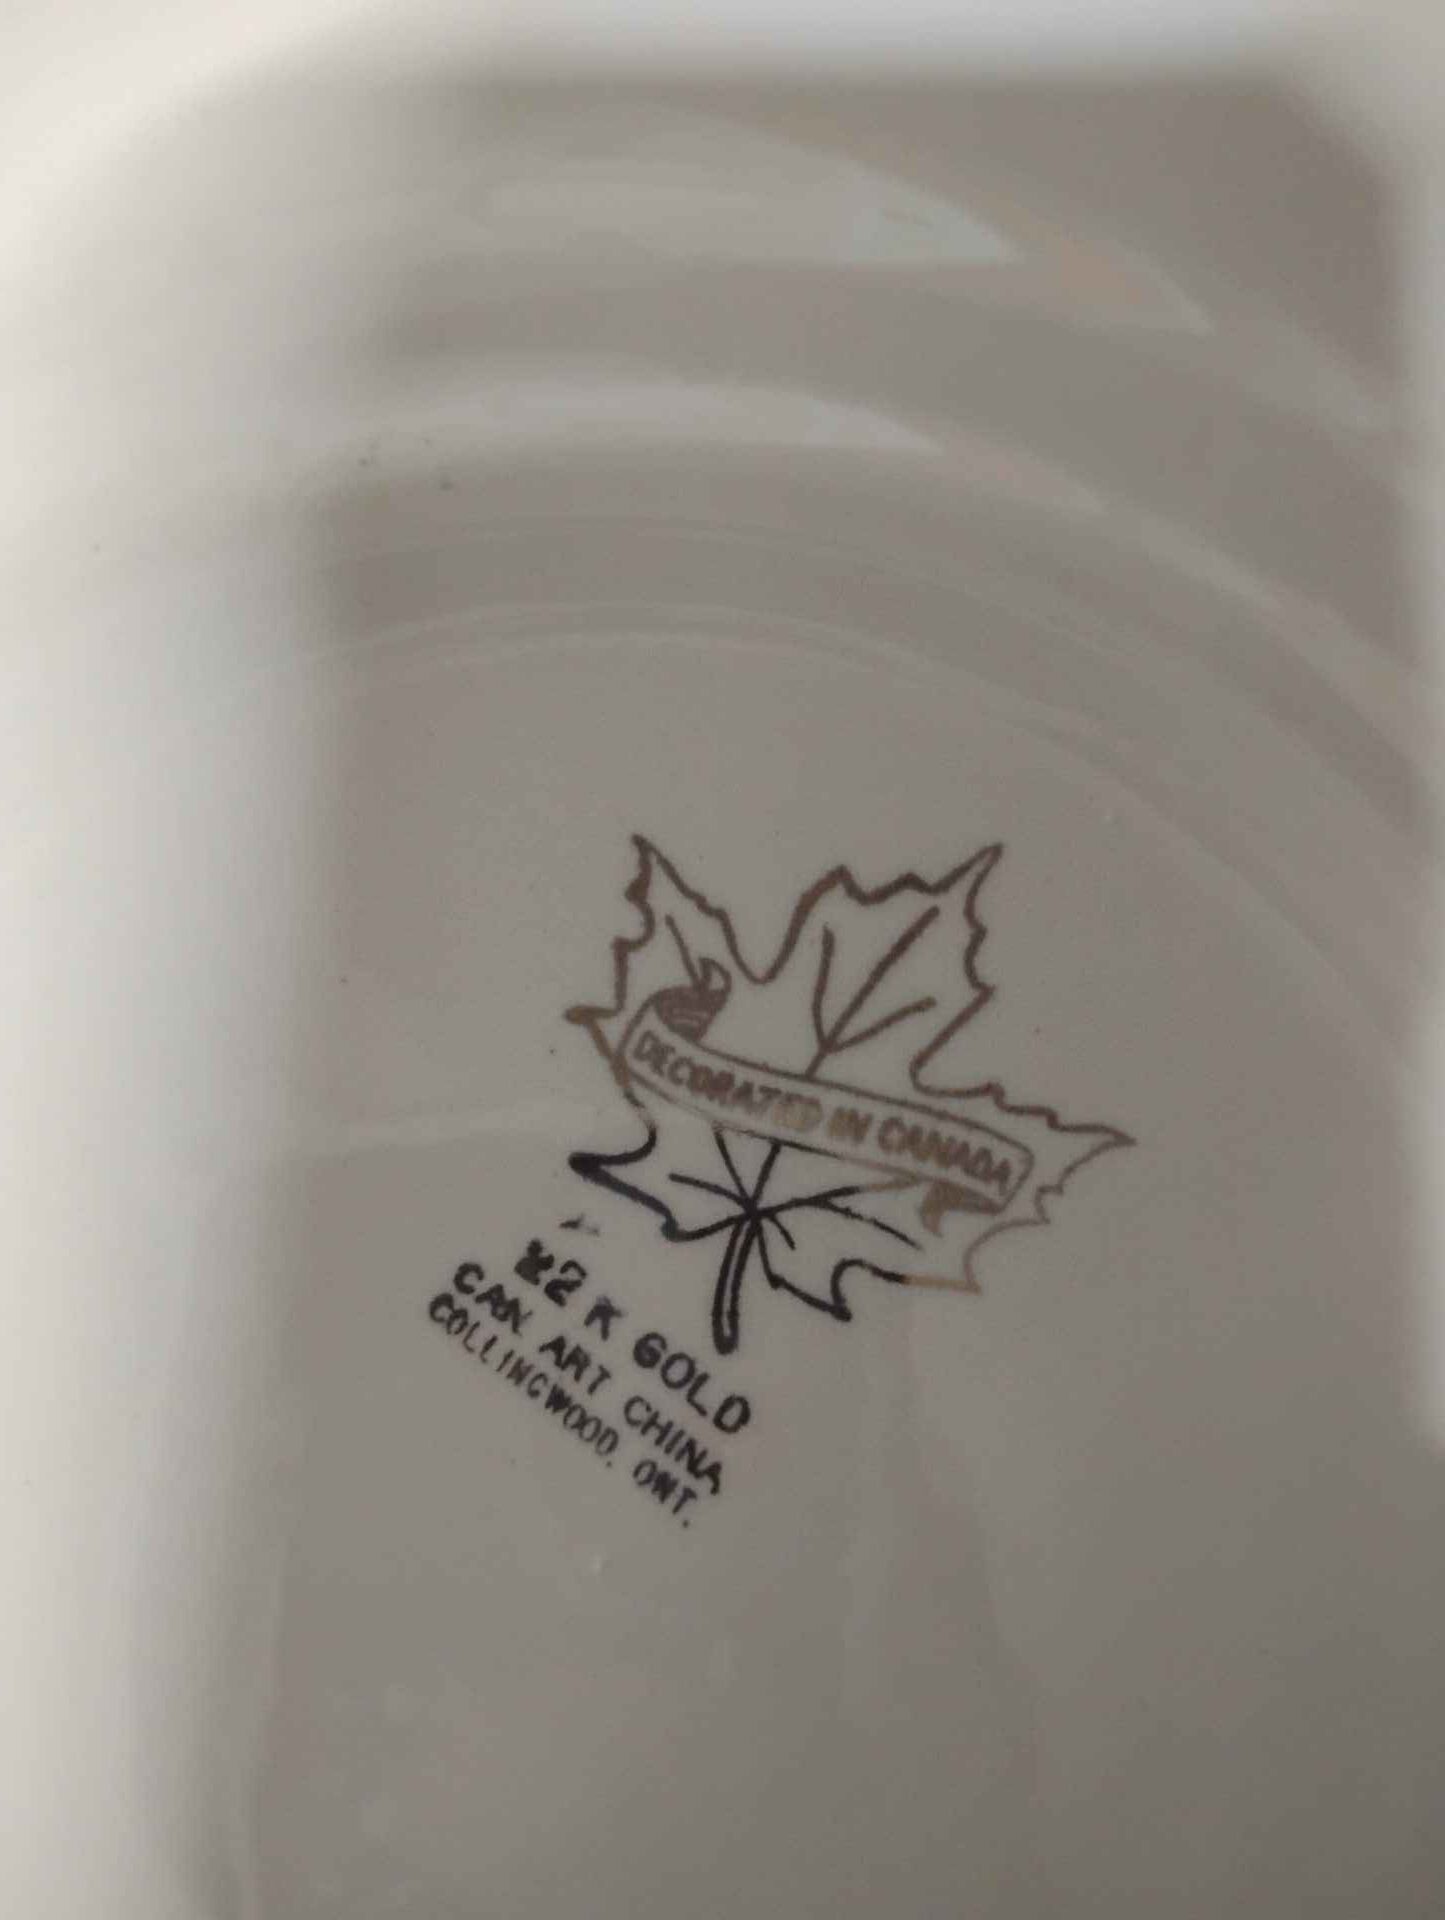 DECORATED IN CANADA
22 K GOLD
CAN. ART CHINA
COLLINGWOOD, ONT.